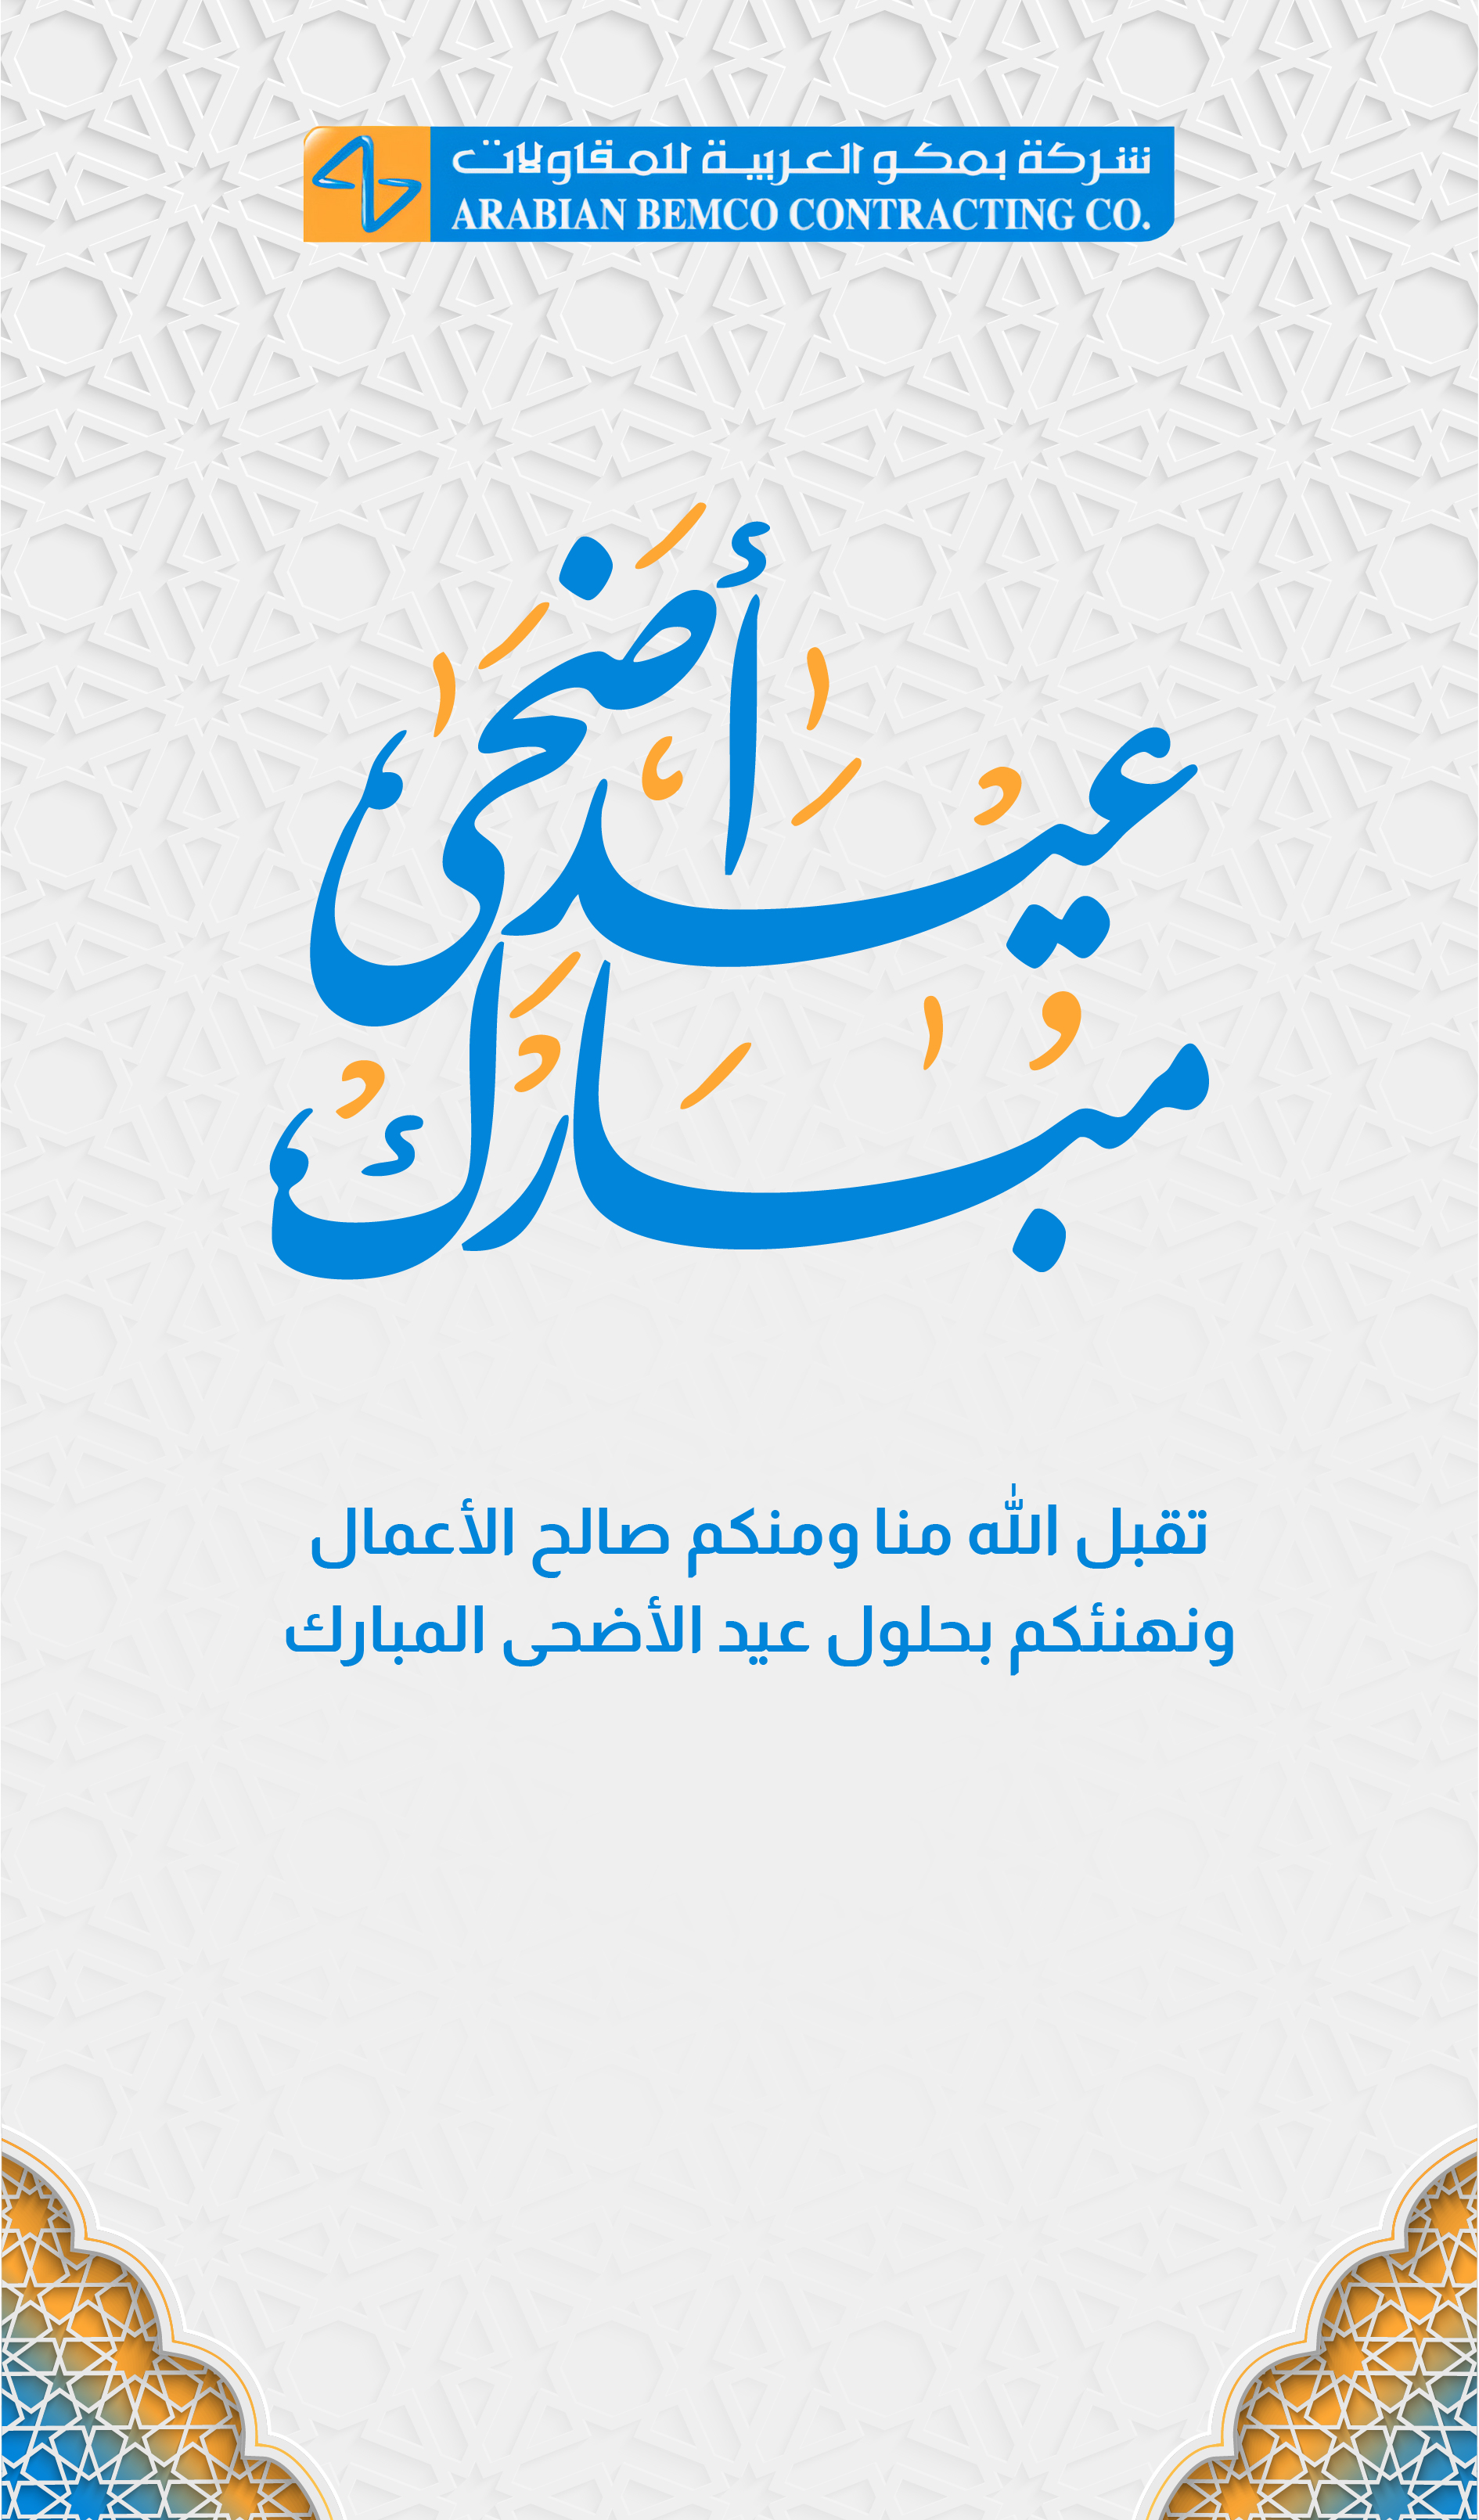 شركة بمكو العربية للمقاولات
ARABIAN BEMCO CONTRACTING CO.
عيد أضحى
مبارك
تقبل الله منا ومنكم صالح الأعمال
ونهنئكم بحلول عيد الأضحى المبارك